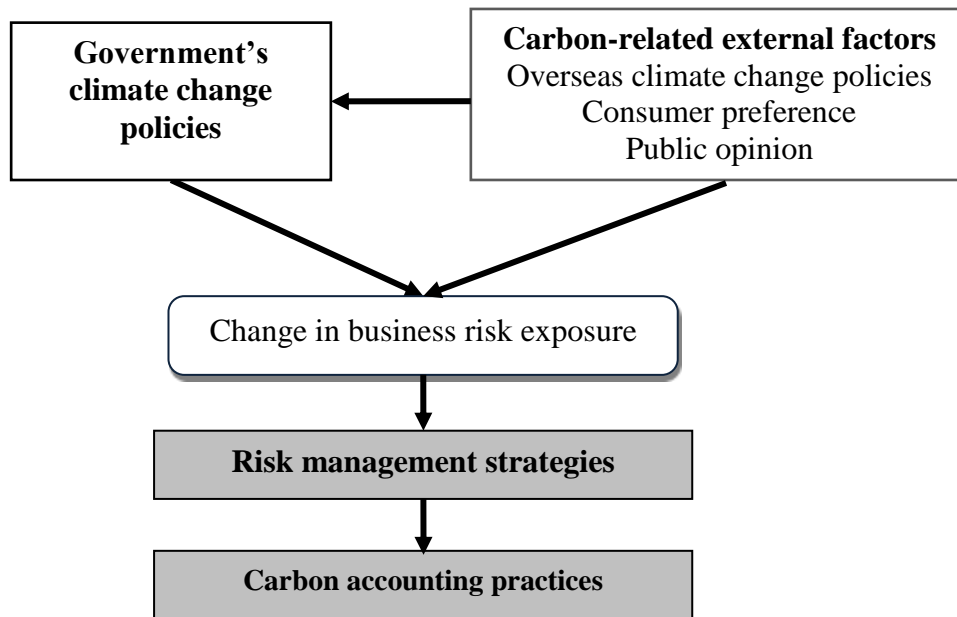 Government’s
climate change
policies
Carbon-related external factors
Overseas climate change policies
Consumer preference
Public opinion
Change in business risk exposure
Risk management strategies
Carbon accounting practices